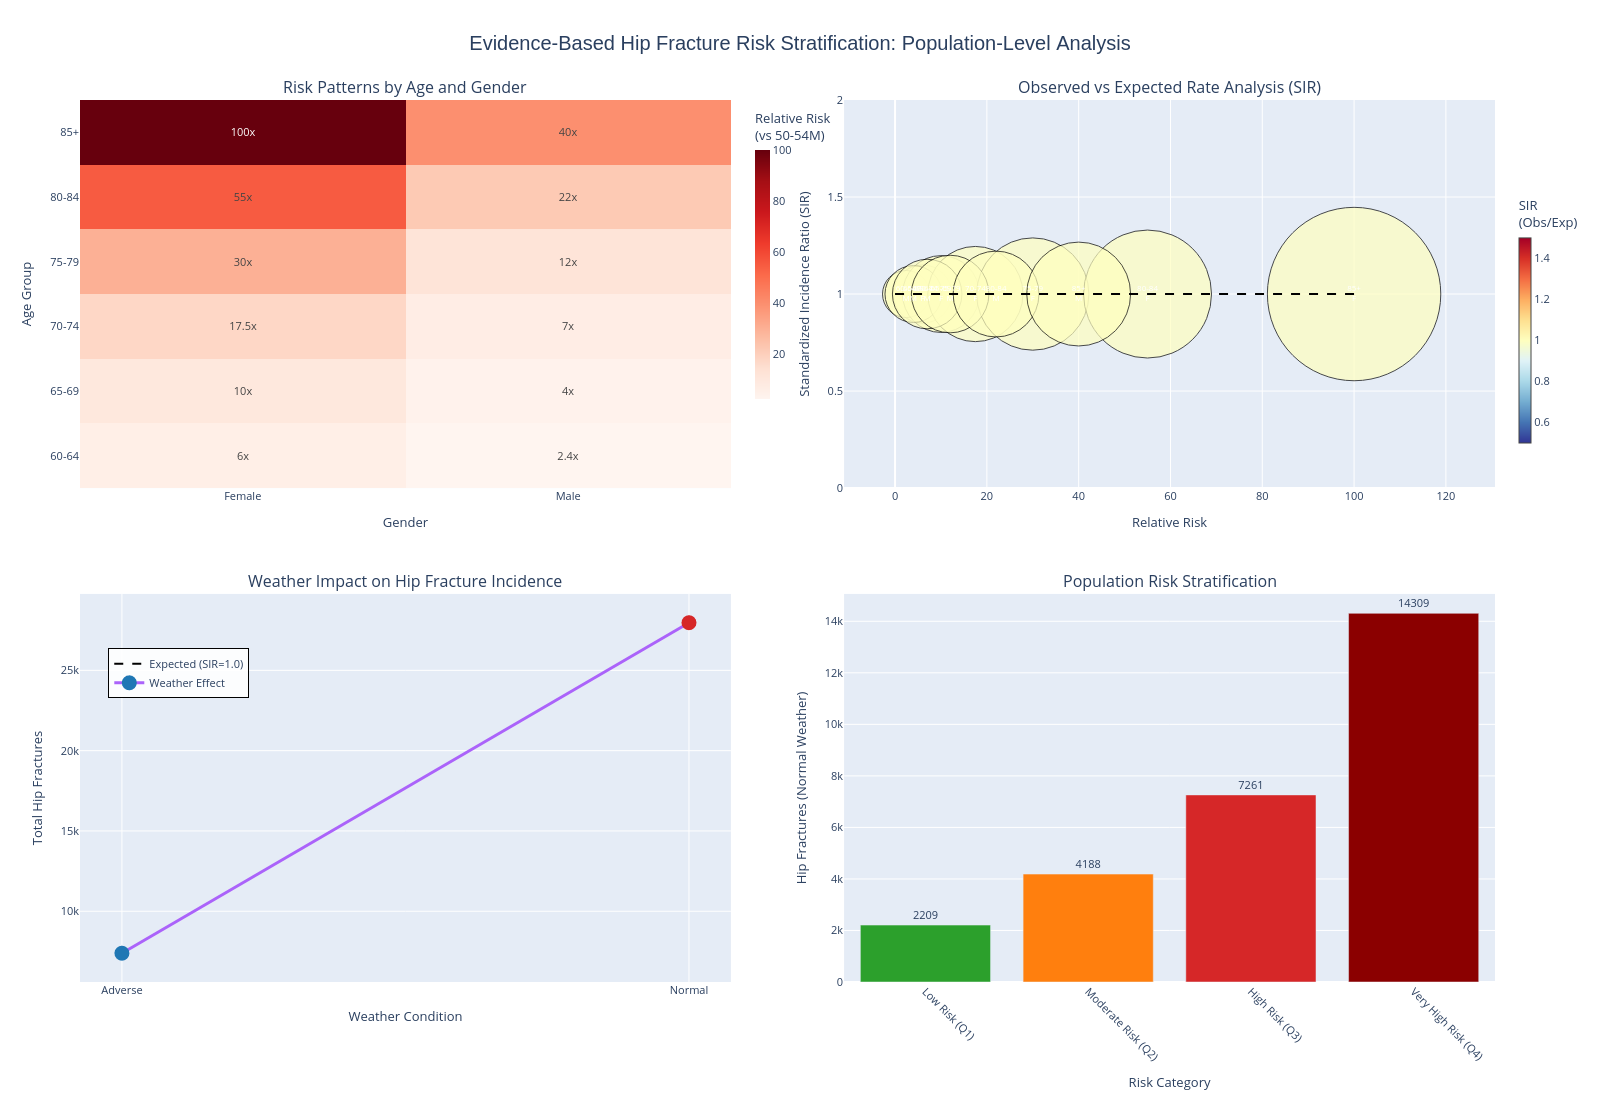 Evidence-Based Hip Fracture Risk Stratification: Population-Level Analysis
Risk Patterns by Age and Gender
Age Group
85+
80-84
75-79
70-74
65-69
60-64
100x
40x
55x
22x
30x
12x
17.5x
7x
10x
4x
6x
2.4x
Female
Male
Gender
Relative Risk
(vs 50-54M)
100
80
60
40
20
Observed vs Expected Rate Analysis (SIR)
Standardized Incidence Ratio (SIR)
2
1.5
1
0.5
0
0
20
40
60
80
100
120
Relative Risk
SIR
(Obs/Exp)
1.4
1.2
1
0.8
0.6
Weather Impact on Hip Fracture Incidence
Total Hip Fractures
25k
20k
15k
10k
Expected (SIR=1.0)
Weather Effect
Adverse
Normal
Weather Condition
Population Risk Stratification
Hip Fractures (Normal Weather)
14k
12k
10k
8k
6k
4k
2k
0
2209
4188
7261
14309
Low Risk (Q1)
Moderate Risk (Q2)
High Risk (Q3)
Very High Risk (Q4)
Risk Category